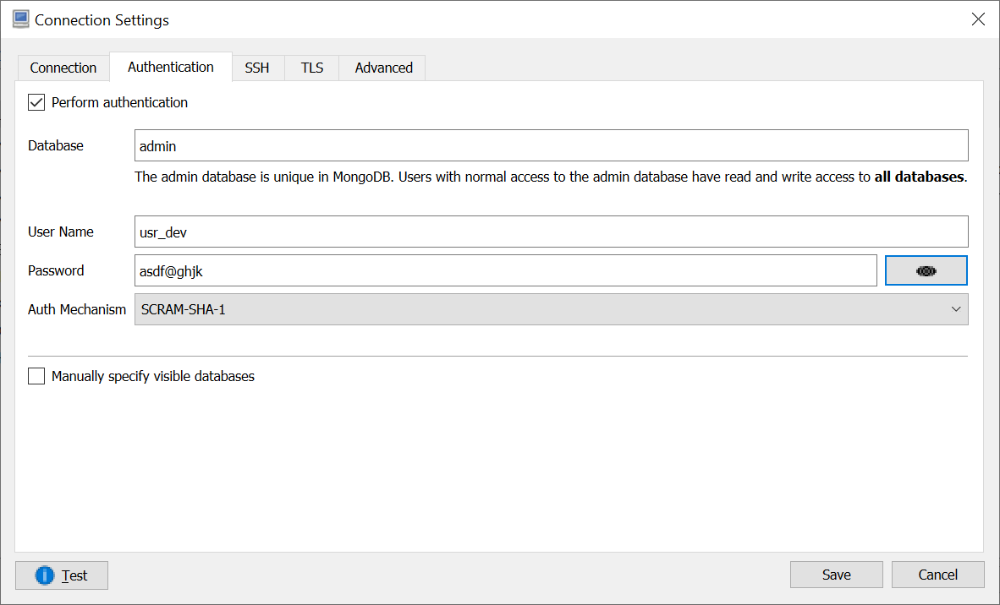 Connection Settings
Connection Authentication SSH TLS Advanced
Perform authentication
Database admin
The admin database is unique in MongoDB. Users with normal access to the admin database have read and write access to all databases.
User Name usr_dev
Password asdf@ghjk
Auth Mechanism SCRAM-SHA-1
Manually specify visible databases
Test Save Cancel